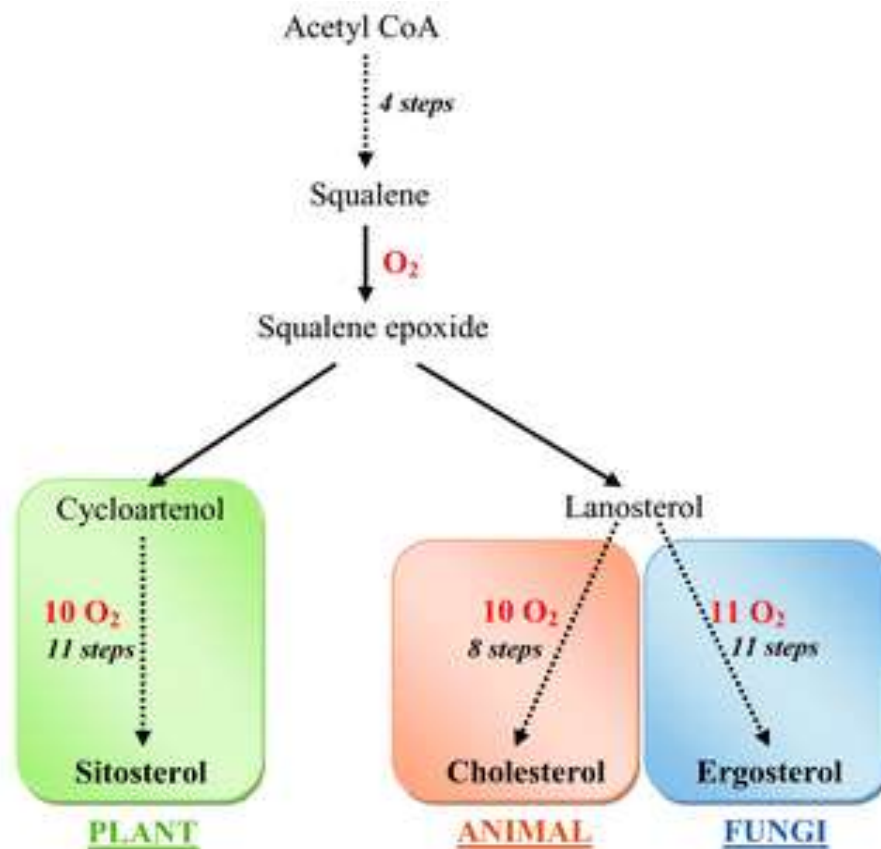 Acetyl CoA
4 steps
Squalene
O₂
Squalene epoxide
Cycloartenol
Lanosterol
10 O₂
11 steps
10 O₂
8 steps
11 O₂
11 steps
Sitosterol
Cholesterol
Ergosterol
PLANT
ANIMAL
FUNGI